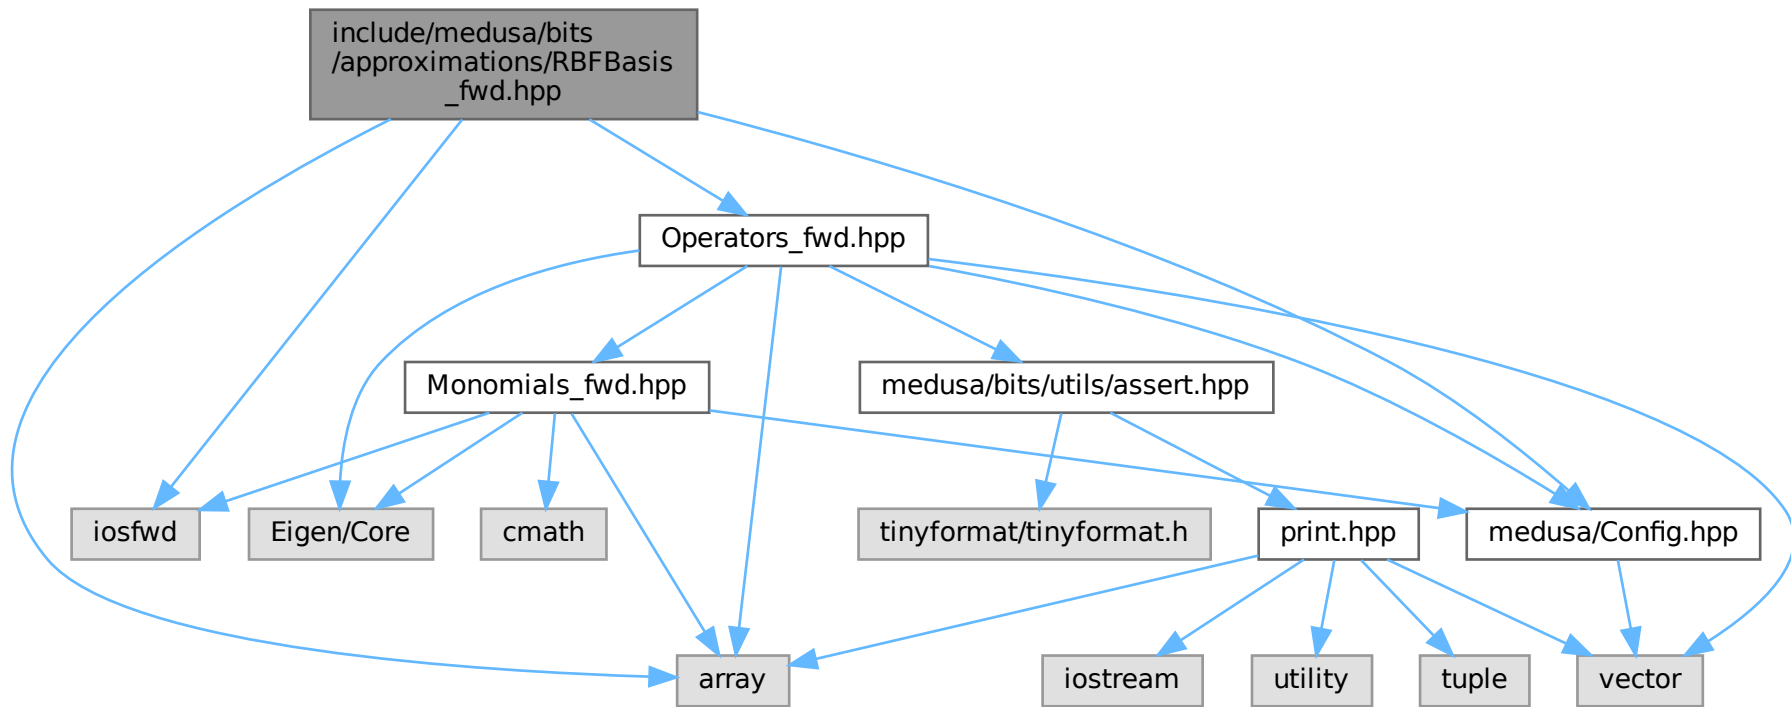 include/medusa/bits
/approximations/RBFBasis
_fwd.hpp
Operators_fwd.hpp
Monomials_fwd.hpp
medusa/bits/utils/assert.hpp
iosfwd
Eigen/Core
cmath
tinyformat/tinyformat.h
print.hpp
medusa/Config.hpp
array
iostream
utility
tuple
vector